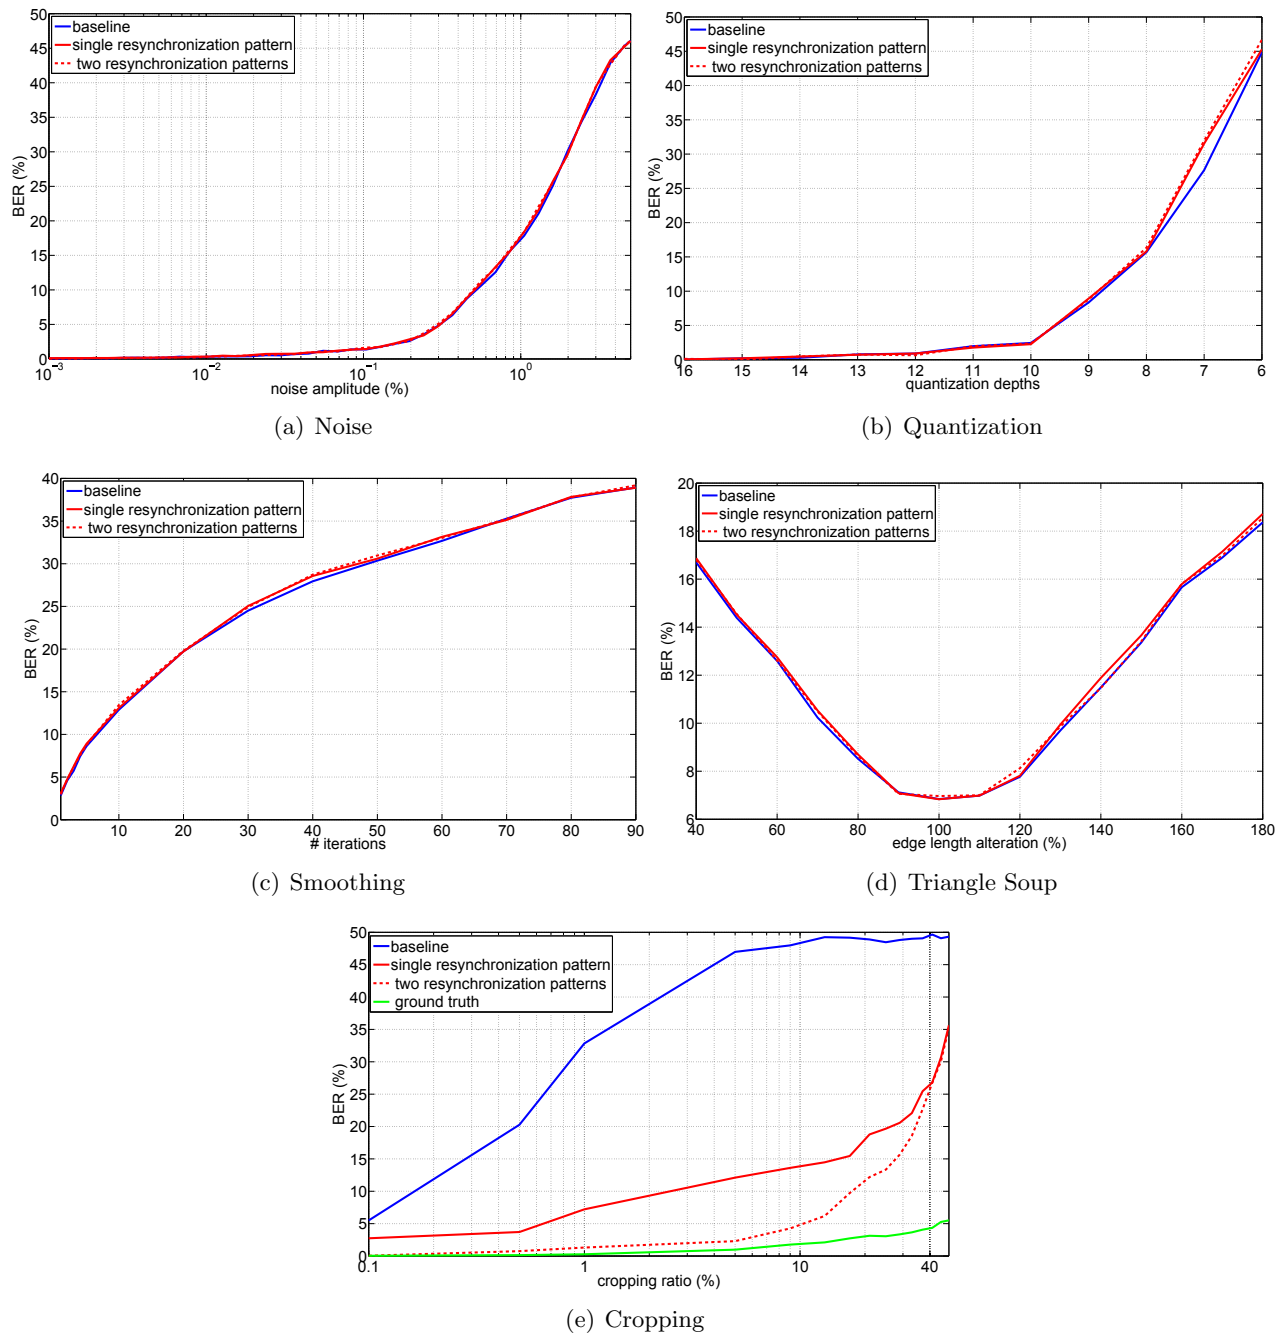 baseline
single resynchronization pattern
two resynchronization patterns
50
45
40
35
30
25
20
15
10
5
0
BER (%)
10⁻³
10⁻²
10⁻¹
10⁰
noise amplitude (%)
(a) Noise
baseline
single resynchronization pattern
two resynchronization patterns
50
45
40
35
30
25
20
15
10
5
0
BER (%)
16 15 14 13 12 11 10 9 8 7 6
quantization depths
(b) Quantization
baseline
single resynchronization pattern
two resynchronization patterns
40
35
30
25
20
15
10
5
0
BER (%)
10 20 30 40 50 60 70 80 90
# iterations
(c) Smoothing
baseline
single resynchronization pattern
two resynchronization patterns
20
18
16
14
12
10
8
6
BER (%)
40 60 80 100 120 140 160 180
edge length alteration (%)
(d) Triangle Soup
baseline
single resynchronization pattern
two resynchronization patterns
ground truth
50
45
40
35
30
25
20
15
10
5
0
BER (%)
0.1 1 10 40
cropping ratio (%)
(e) Cropping